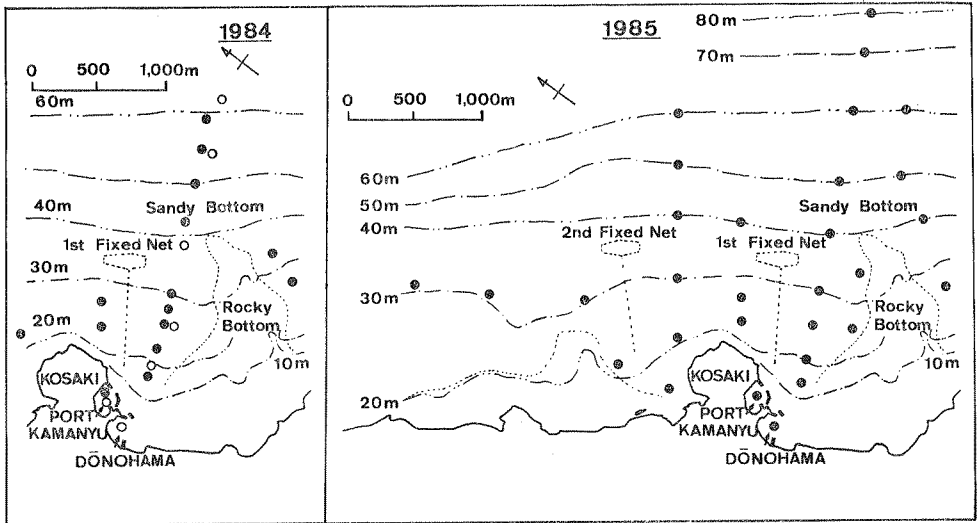 1984
0 500 1,000m
60m
40m
Sandy Bottom
1st Fixed Net
30m
Rocky
Bottom
20m
10m
KOSAKI
PORT
KAMANYU
DŌNOHAMA
1985
80m
70m
0 500 1,000m
60m
50m
40m
Sandy Bottom
2nd Fixed Net
1st Fixed Net
30m
Rocky
Bottom
10m
20m
KOSAKI
PORT
KAMANYU
DŌNOHAMA